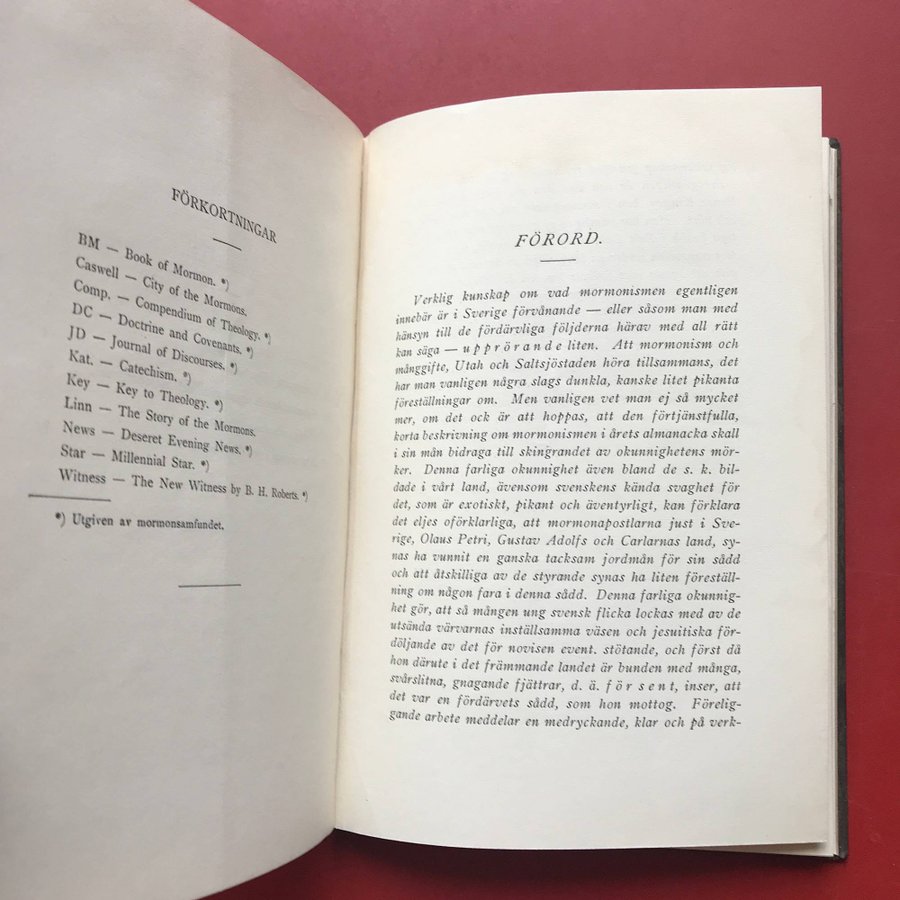 FÖRKORTNINGAR
BM — Book of Mormon. *)
Caswell — City of the Mormons.
Comp. — Compendium of Theology. *)
DC — Doctrine and Covenants. *)
JD — Journal of Discourses. *)
Kat. — Catechism. *)
Key — Key to Theology. *)
Linn — The Story of the Mormons.
News — Deseret Evening News. *)
Star — Millennial Star. *)
Witness — The New Witness by B. H. Roberts. *)
*) Utgiven av mormonsamfundet.
FÖRORD.
Verklig kunskap om vad mormonismen egentligen
innebär är i Sverige förvånande — eller såsom man med
hänsyn till de fördärvliga följderna härav med all rätt
kan säga — upprörande liten. Att mormonism och
månggifte, Utah och Saltsjöstaden höra tillsammans, det
har man vanligen några slags dunkla, kanske litet pikanta
föreställningar om. Men vanligen vet man ej så mycket
mer, om det ock är att hoppas, att den förtjänstfulla,
korta beskrivning om mormonismen i årets almanacka skall
i sin mån bidraga till skingrandet av okunnighetens mör-
ker. Denna farliga okunnighet även bland de s. k. bil-
dade i vårt land, ävensom svenskens kända svaghet för
det, som är exotiskt, pikant och äventyrligt, kan förklara
det eljes oförklarliga, att mormonapostlarna just i Sve-
rige, Olaus Petri, Gustav Adolfs och Carlarnas land, sy-
nas ha vunnit en ganska tacksam jordmån för sin sådd
och att åtskilliga av de styrande synas ha liten föreställ-
ning om någon fara i denna sådd. Denna farliga okunnig-
het gör, att så mången ung svensk flicka lockas med av de
utsända värvarnas inställsamma väsen och jesuitiska för-
döljande av det för novisen event. stötande, och först då
hon därute i det främmande landet är bunden med många,
svårslitna, gnagande fjättrar, d. ä. för sent, inser, att
det var en fördärvets sådd, som hon mottog. Förelig-
gande arbete meddelar en medryckande, klar och på verk-